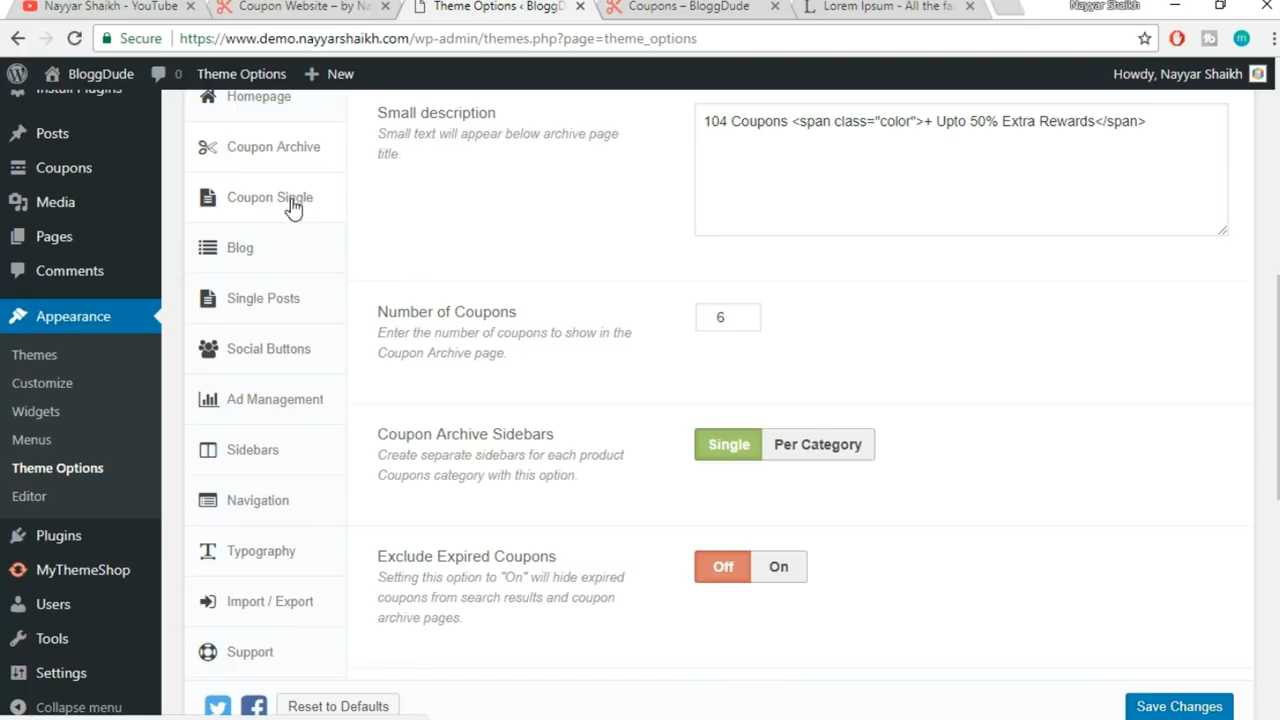 Nayyar Shaikh - YouTube
Coupon Website – by Na
Theme Options ‹ BloggD
Coupons – BloggDude
Lorem Ipsum - All the fa
Nayyar Shaikh
Secure
https://www.demo.nayyarshaikh.com/wp-admin/themes.php?page=theme_options
BloggDude
0
Theme Options
New
Howdy, Nayyar Shaikh
Install Plugins
Posts
Coupons
Media
Pages
Comments
Appearance
Themes
Customize
Widgets
Menus
Theme Options
Editor
Plugins
MyThemeShop
Users
Tools
Settings
Collapse menu
Homepage
Coupon Archive
Coupon Single
Blog
Single Posts
Social Buttons
Ad Management
Sidebars
Navigation
Typography
Import / Export
Support
Small description
Small text will appear below archive page
title.
104 Coupons <span class="color">+ Upto 50% Extra Rewards</span>
Number of Coupons
Enter the number of coupons to show in the
Coupon Archive page.
6
Coupon Archive Sidebars
Create separate sidebars for each product
Coupons category with this option.
Single
Per Category
Exclude Expired Coupons
Setting this option to "On" will hide expired
coupons from search results and coupon
archive pages.
Off
On
Reset to Defaults
Save Changes